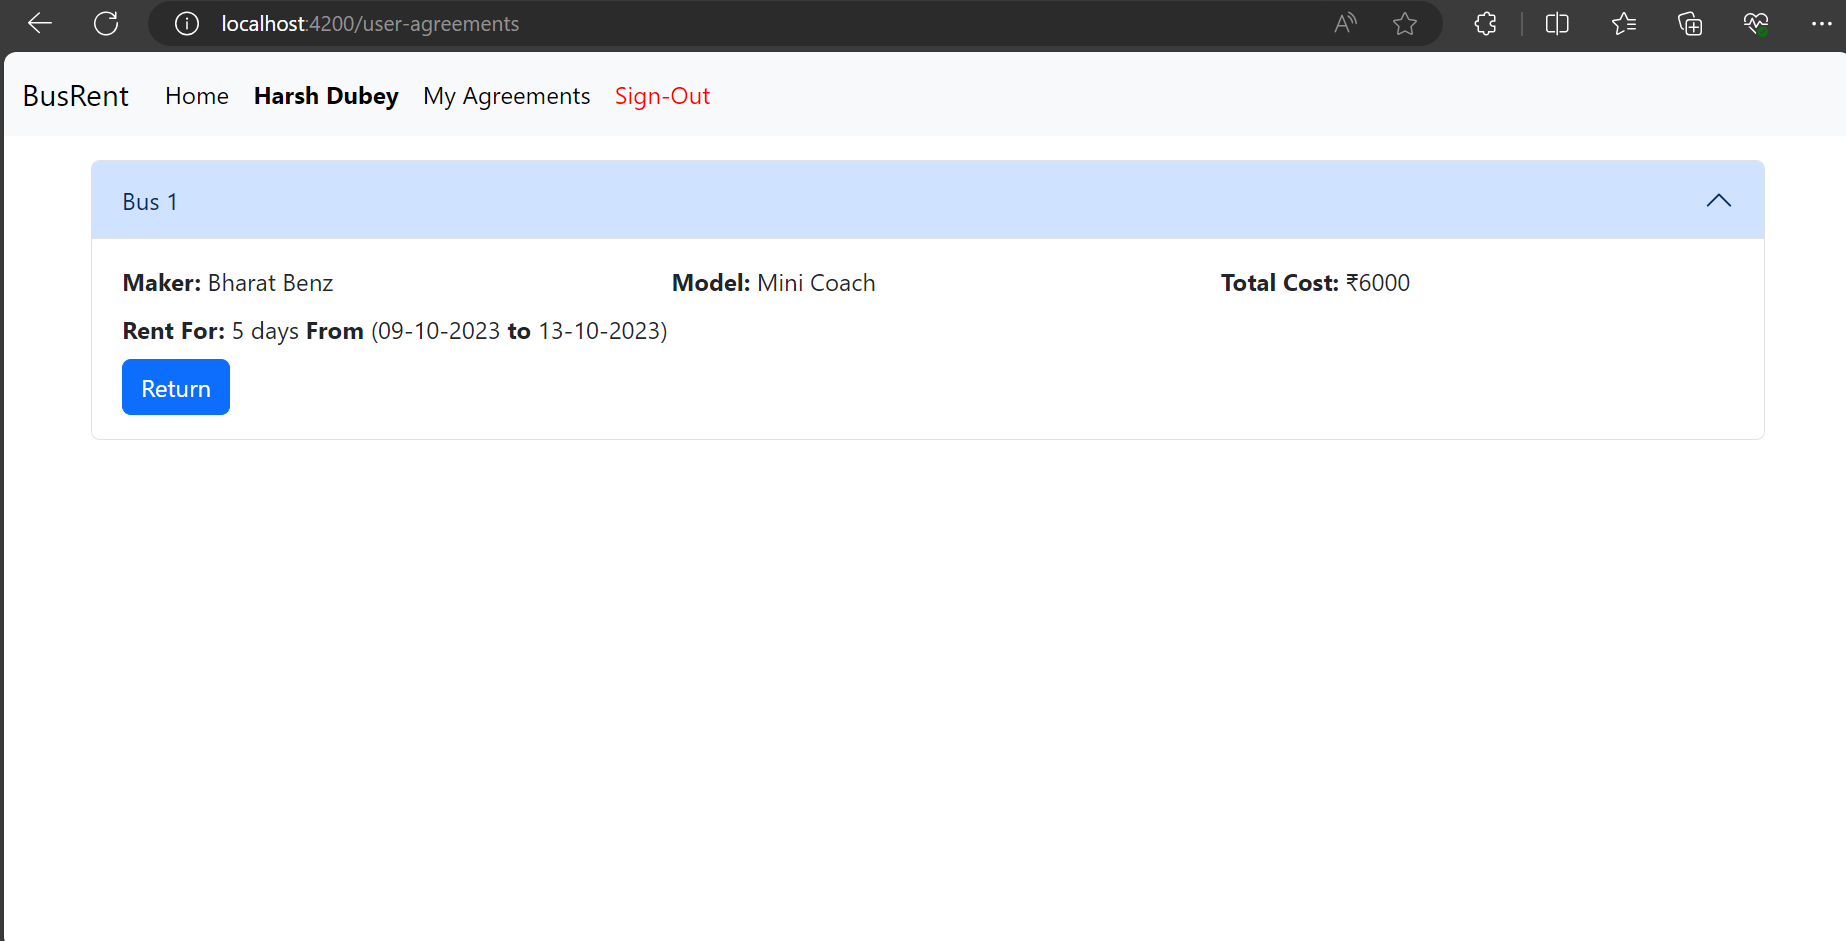 localhost:4200/user-agreements
BusRent Home Harsh Dubey My Agreements Sign-Out
Bus 1
Maker: Bharat Benz Model: Mini Coach Total Cost: ₹6000
Rent For: 5 days From (09-10-2023 to 13-10-2023)
Return